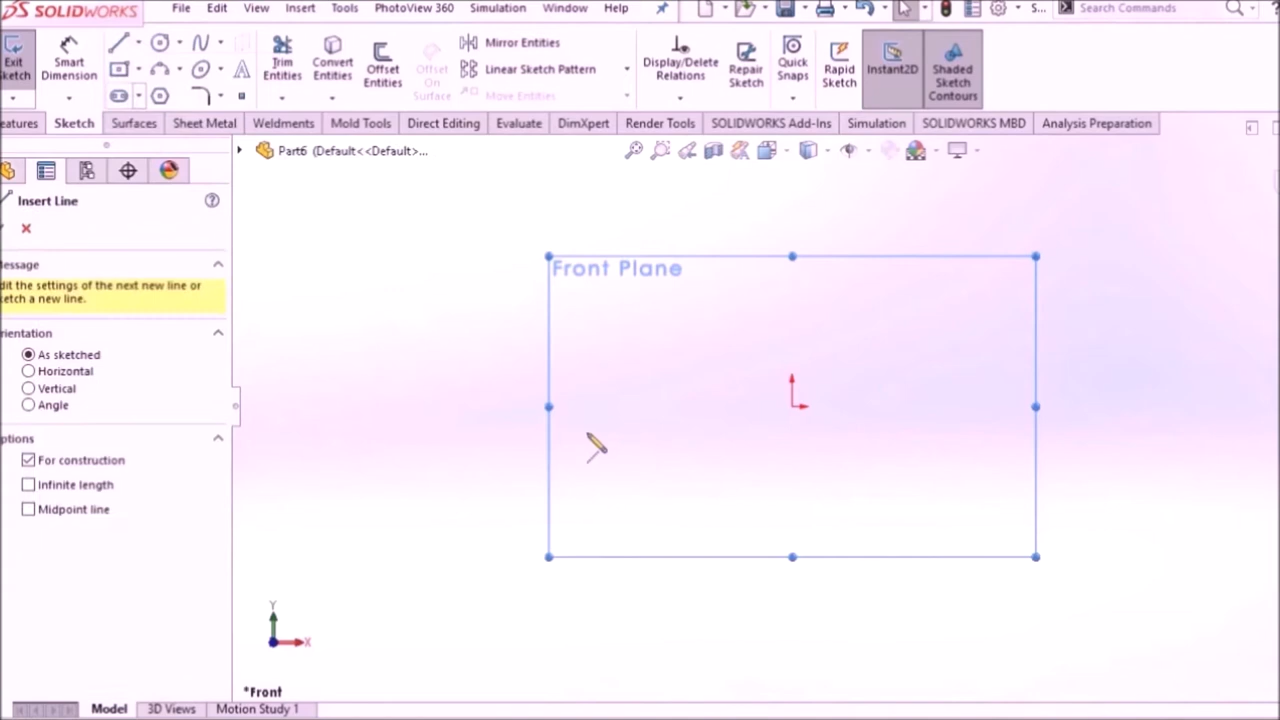 SOLIDWORKS File Edit View Insert Tools PhotoView 360 Simulation Window Help S... Search Commands
Exit Sketch
Smart Dimension
Trim Entities
Convert Entities
Offset Entities
Offset On Surface
Mirror Entities
Linear Sketch Pattern
Move Entities
Display/Delete Relations
Repair Sketch
Quick Snaps
Rapid Sketch
Instant2D
Shaded Sketch Contours
eatures Sketch Surfaces Sheet Metal Weldments Mold Tools Direct Editing Evaluate DimXpert Render Tools SOLIDWORKS Add-Ins Simulation SOLIDWORKS MBD Analysis Preparation
Part6 (Default<<Default>...
Insert Line
essage
dit the settings of the next new line or
ketch a new line.
rientation
As sketched
Horizontal
Vertical
Angle
ptions
For construction
Infinite length
Midpoint line
Front Plane
Y
X
*Front
Model 3D Views Motion Study 1